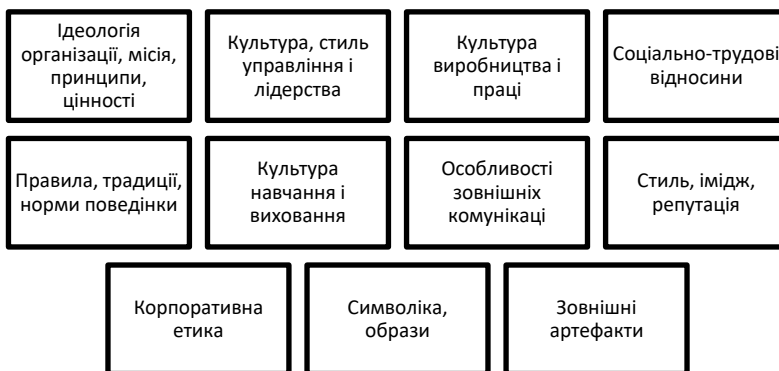 Ідеологія
організації, місія,
принципи,
цінності
Культура, стиль
управління і
лідерства
Культура
виробництва і
праці
Соціально-трудові
відносини
Правила, традиції,
норми поведінки
Культура
навчання і
виховання
Особливості
зовнішніх
комунікаці
Стиль, імідж,
репутація
Корпоративна
етика
Символіка,
образи
Зовнішні
артефакти